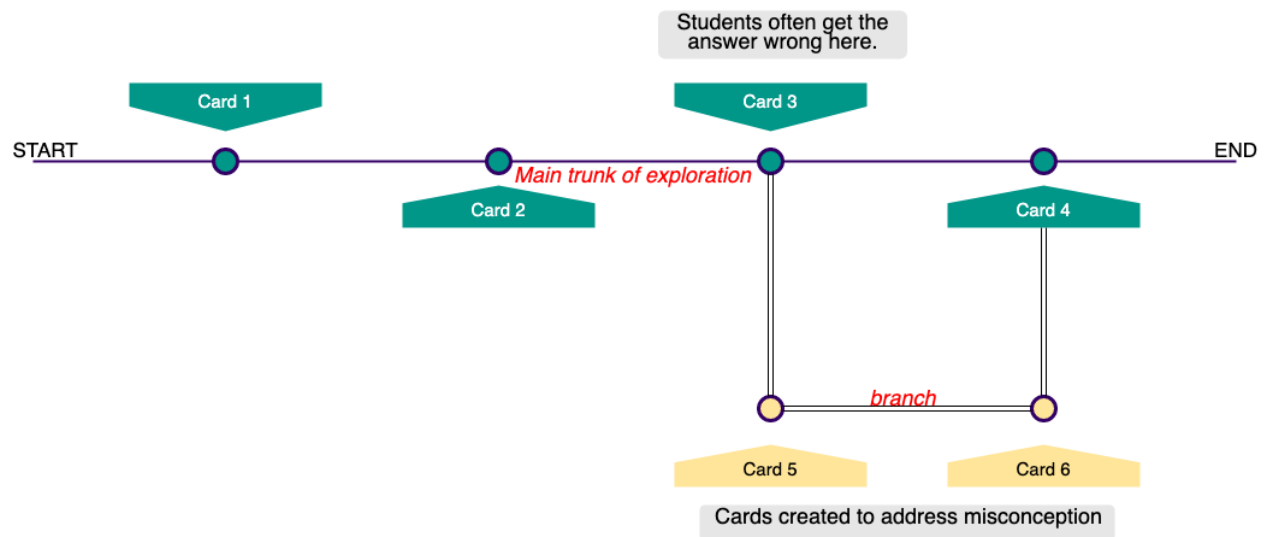 Students often get the
answer wrong here.
Card 1
Card 3
START
END
Main trunk of exploration
Card 2
Card 4
branch
Card 5
Card 6
Cards created to address misconception